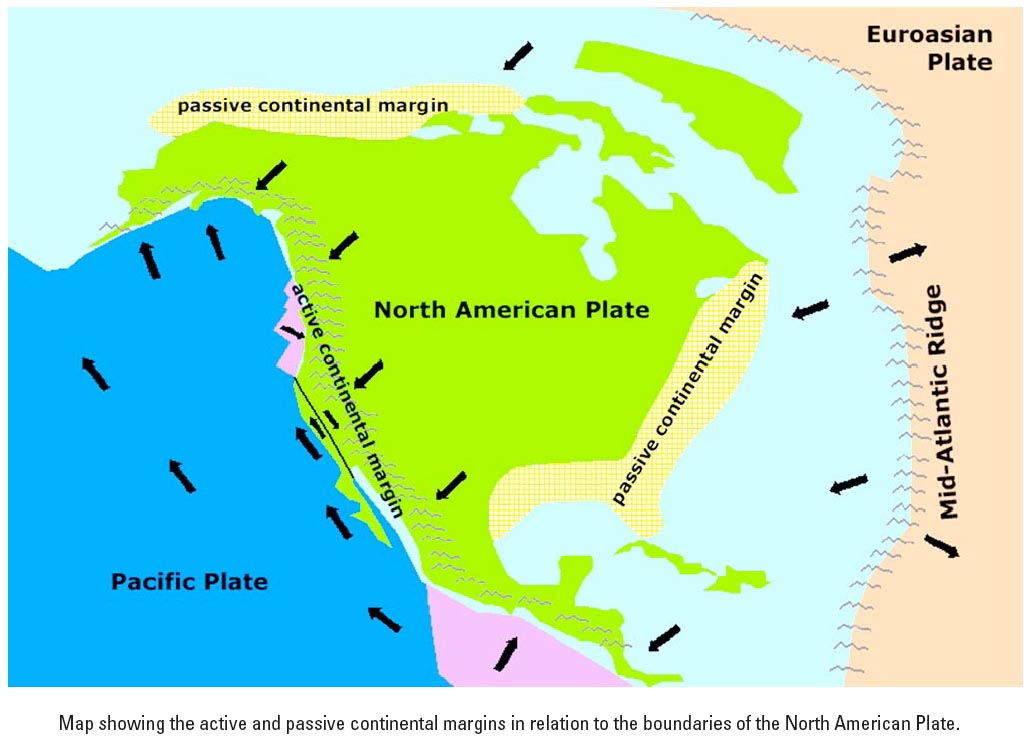 Euroasian
Plate
passive continental margin
North American Plate
active continental margin
passive continental margin
Mid-Atlantic Ridge
Pacific Plate
Map showing the active and passive continental margins in relation to the boundaries of the North American Plate.